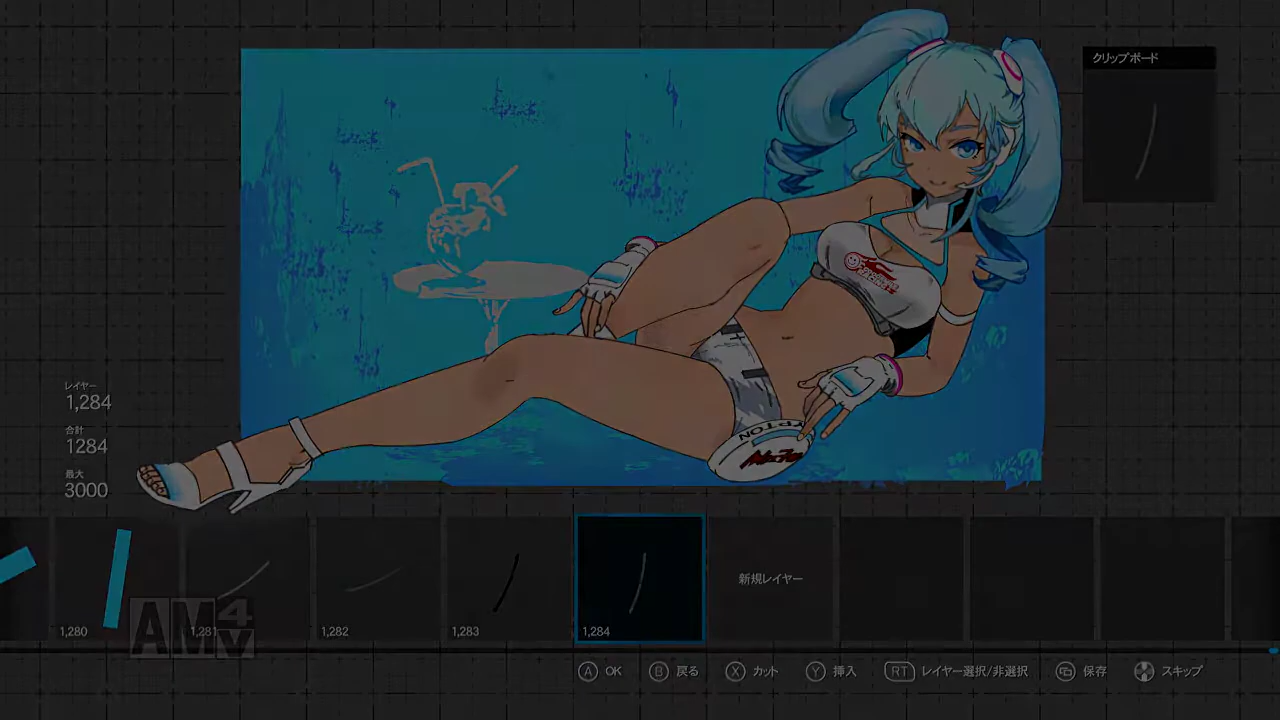 クリップボード
レイヤー
1,284
合計
1284
最大
3000
1,280
1,281
1,282
1,283
1,284
新規レイヤー
AM4V
A OK
B 戻る
X カット
Y 挿入
RT レイヤー選択/非選択
保存
スキップ